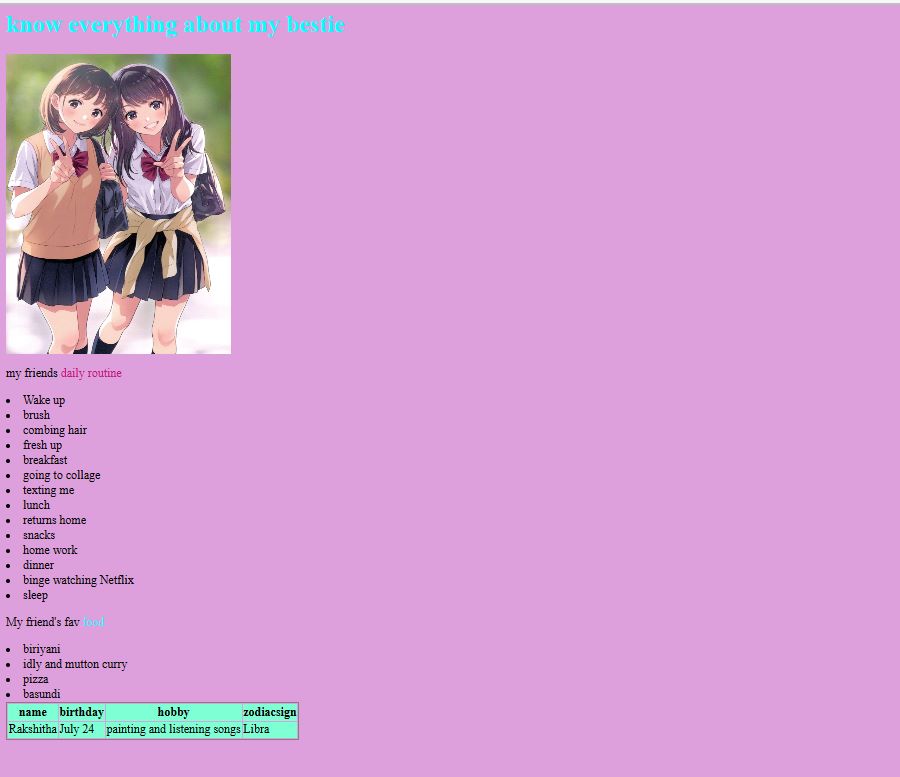 know everything about my bestie
my friends daily routine
Wake up
brush
combing hair
fresh up
breakfast
going to collage
texting me
lunch
returns home
snacks
home work
dinner
binge watching Netflix
sleep
My friend's fav food
biriyani
idly and mutton curry
pizza
basundi
name birthday hobby zodiacsign
Rakshitha July 24 painting and listening songs Libra